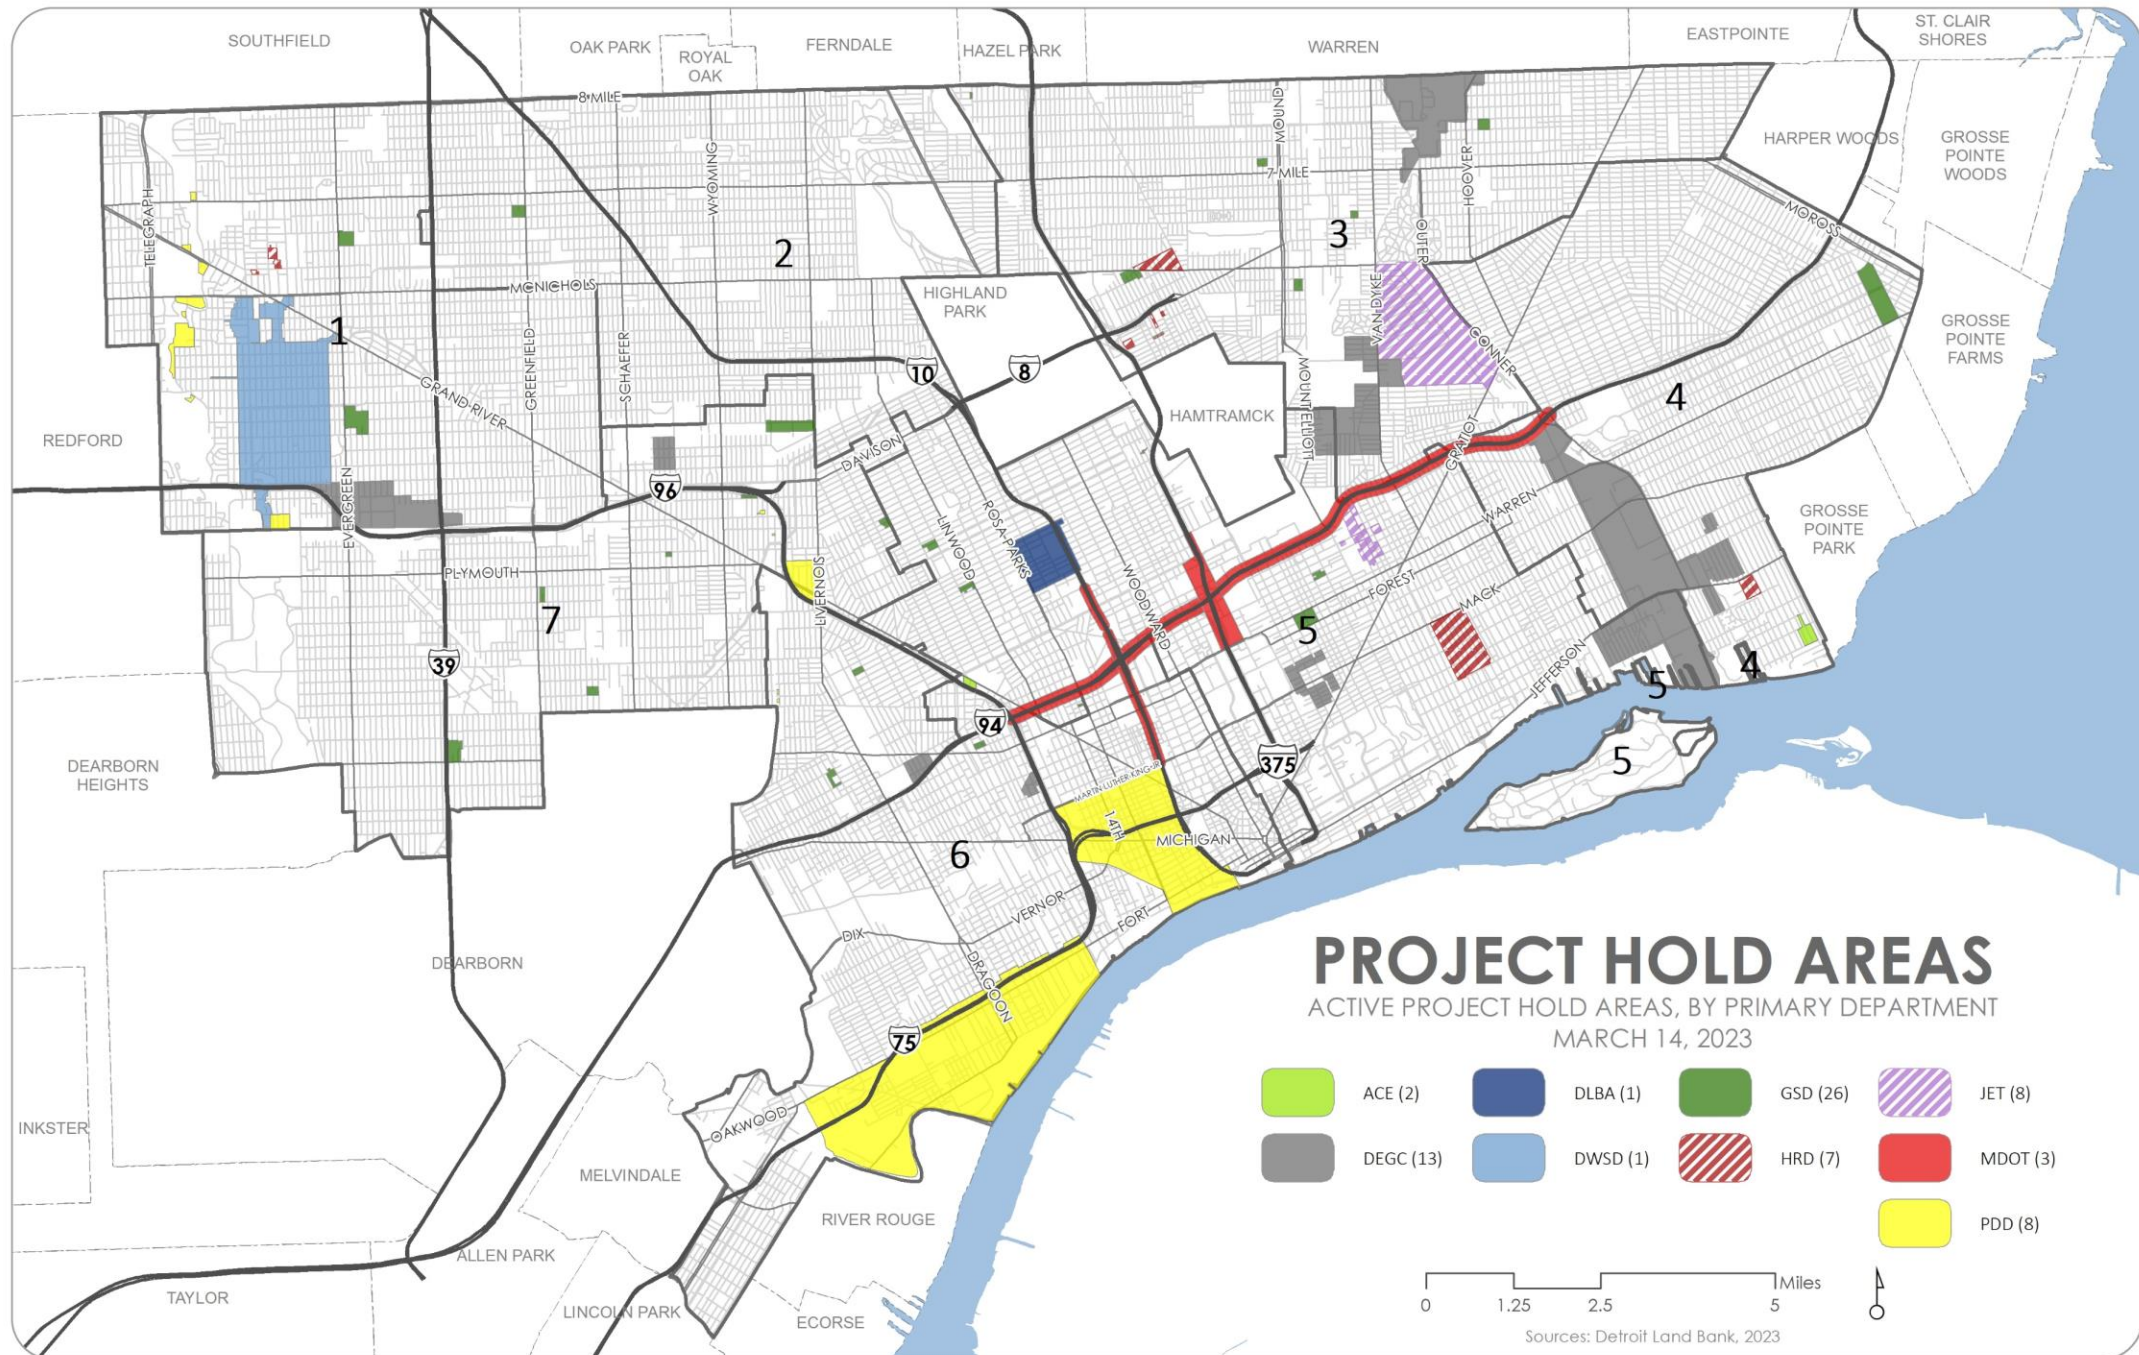 SOUTHFIELD
OAK PARK
ROYAL
OAK
FERNDALE
HAZEL PARK
WARREN
EASTPOINTE
ST. CLAIR
SHORES
8 MILE
MOUND
HARPER WOODS
GROSSE
POINTE
WOODS
WYOMING
7 MILE
HOOVER
TELEGRAPH
MOROSS
3
OUTER
2
MCNICHOLS
HIGHLAND
PARK
VAN DYKE
1
GROSSE
POINTE
FARMS
CONNER
GREENFIELD
SCHAEFER
10
8
GRAND RIVER
MOUNT ELLIOTT
4
HAMTRAMCK
REDFORD
DAVISON
GRATIOT
96
EVERGREEN
WARREN
LINWOOD
ROSA PARKS
GROSSE
POINTE
PARK
PLYMOUTH
LIVERNOIS
WOODWARD
FOREST
MACK
7
5
39
JEFFERSON
4
5
94
DEARBORN
HEIGHTS
375
5
MARTIN LUTHER KING JR
14TH
MICHIGAN
6
VERNOR
FORT
DIX
DEARBORN
DRAGOON
75
PROJECT HOLD AREAS
ACTIVE PROJECT HOLD AREAS, BY PRIMARY DEPARTMENT
MARCH 14, 2023
ACE (2)
DLBA (1)
GSD (26)
JET (8)
DEGC (13)
DWSD (1)
HRD (7)
MDOT (3)
PDD (8)
INKSTER
OAKWOOD
MELVINDALE
RIVER ROUGE
ALLEN PARK
TAYLOR
LINCOLN PARK
ECORSE
Miles
0 1.25 2.5 5
Sources: Detroit Land Bank, 2023